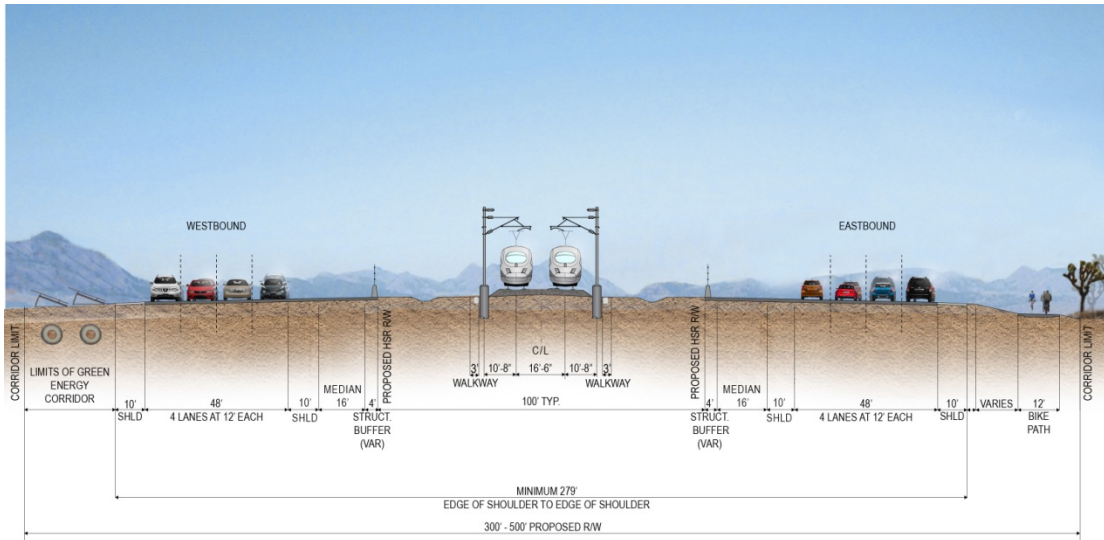 WESTBOUND
EASTBOUND
CORRIDOR LIMIT
LIMITS OF GREEN
ENERGY
CORRIDOR
10'
SHLD
48'
4 LANES AT 12' EACH
10'
SHLD
MEDIAN
16'
4'
STRUCT.
BUFFER
(VAR)
PROPOSED HSR R/W
C/L
3'
WALKWAY
10'-8"
16'-6"
10'-8"
3'
WALKWAY
100' TYP.
PROPOSED HSR R/W
4'
STRUCT.
BUFFER
(VAR)
MEDIAN
16'
10'
SHLD
48'
4 LANES AT 12' EACH
10'
SHLD
VARIES
12'
BIKE
PATH
CORRIDOR LIMIT
MINIMUM 279'
EDGE OF SHOULDER TO EDGE OF SHOULDER
300' - 500' PROPOSED R/W